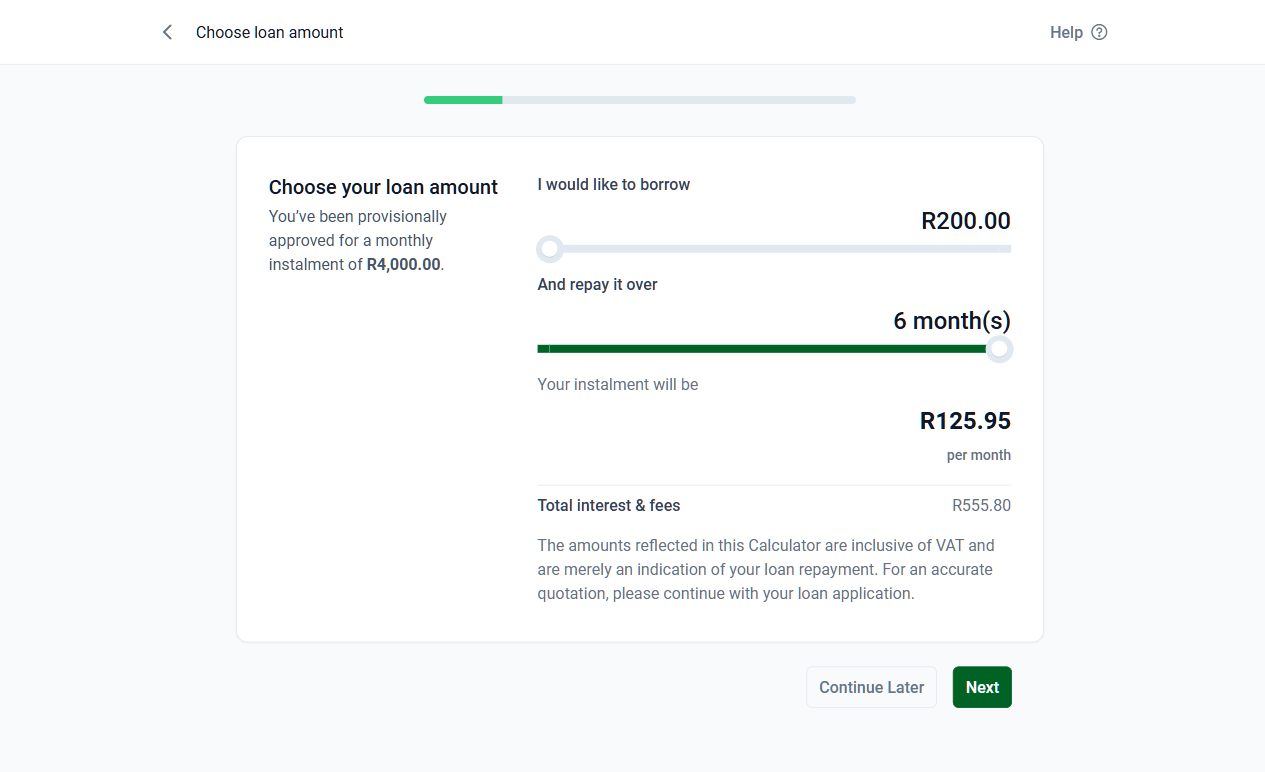 Choose loan amount
Help
Choose your loan amount
You’ve been provisionally
approved for a monthly
instalment of R4,000.00.
I would like to borrow
R200.00
And repay it over
6 month(s)
Your instalment will be
R125.95
per month
Total interest & fees
R555.80
The amounts reflected in this Calculator are inclusive of VAT and
are merely an indication of your loan repayment. For an accurate
quotation, please continue with your loan application.
Continue Later
Next